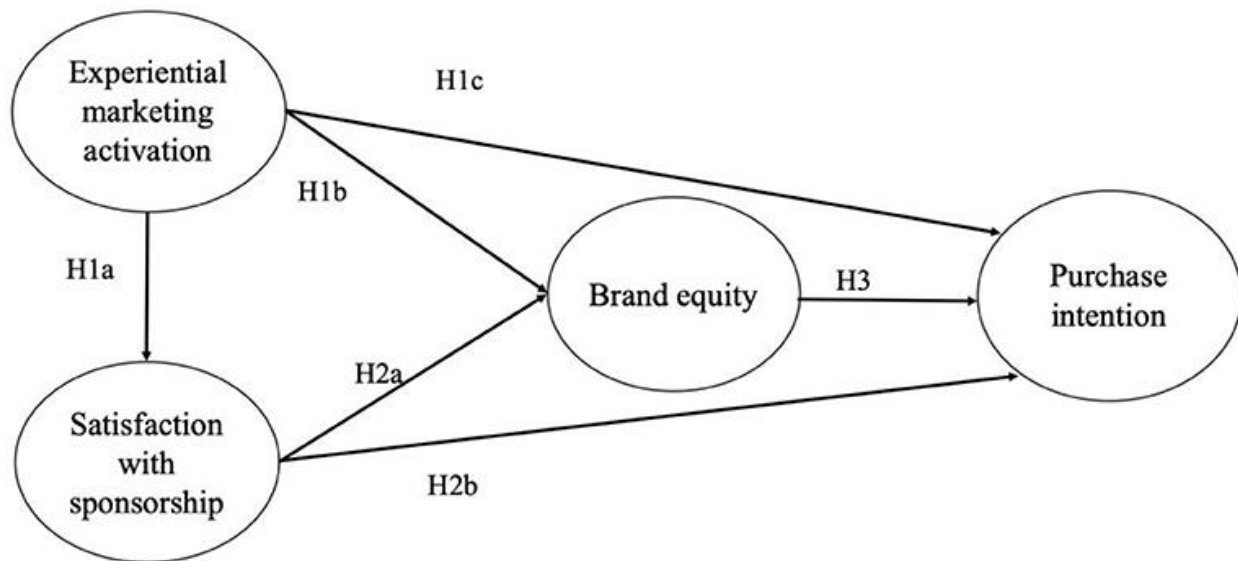 Experiential
marketing
activation
H1c
H1b
H1a
Brand equity
H3
Purchase
intention
H2a
Satisfaction
with
sponsorship
H2b